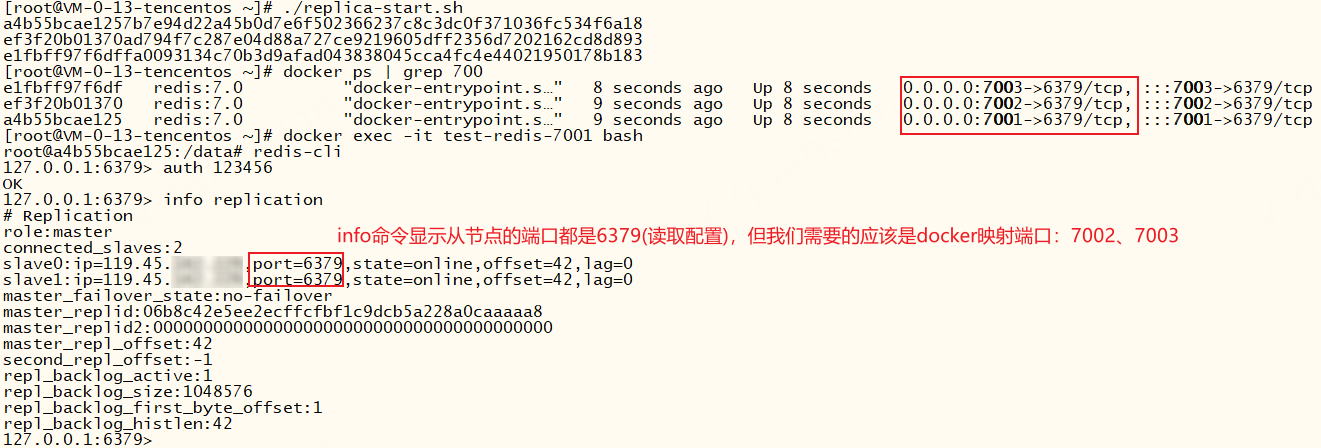 [root@VM-0-13-tencentos ~]# ./replica-start.sh
a4b55bcae1257b7e94d22a45b0d7e6f502366237c8c3dc0f371036fc534f6a18
ef3f20b01370ad794f7c287e04d88a727ce9219605dff2356d7202162cd8d893
e1fbff97f6dffa0093134c70b3d9afad043838045cca4fc4e44021950178b183
[root@VM-0-13-tencentos ~]# docker ps | grep 700
e1fbff97f6df redis:7.0 "docker-entrypoint.s…" 8 seconds ago Up 8 seconds 0.0.0.0:7003->6379/tcp, :::7003->6379/tcp
ef3f20b01370 redis:7.0 "docker-entrypoint.s…" 9 seconds ago Up 8 seconds 0.0.0.0:7002->6379/tcp, :::7002->6379/tcp
a4b55bcae125 redis:7.0 "docker-entrypoint.s…" 9 seconds ago Up 8 seconds 0.0.0.0:7001->6379/tcp, :::7001->6379/tcp
[root@VM-0-13-tencentos ~]# docker exec -it test-redis-7001 bash
root@a4b55bcae125:/data# redis-cli
127.0.0.1:6379> auth 123456
OK
127.0.0.1:6379> info replication
# Replication
role:master
info命令显示从节点的端口都是6379(读取配置)，但我们需要的应该是docker映射端口：7002、7003
connected_slaves:2
slave0:ip=119.45. ,port=6379,state=online,offset=42,lag=0
slave1:ip=119.45. ,port=6379,state=online,offset=42,lag=0
master_failover_state:no-failover
master_replid:06b8c42e5ee2ecffcfbf1c9dcb5a228a0caaaaa8
master_replid2:0000000000000000000000000000000000000000
master_repl_offset:42
second_repl_offset:-1
repl_backlog_active:1
repl_backlog_size:1048576
repl_backlog_first_byte_offset:1
repl_backlog_histlen:42
127.0.0.1:6379>